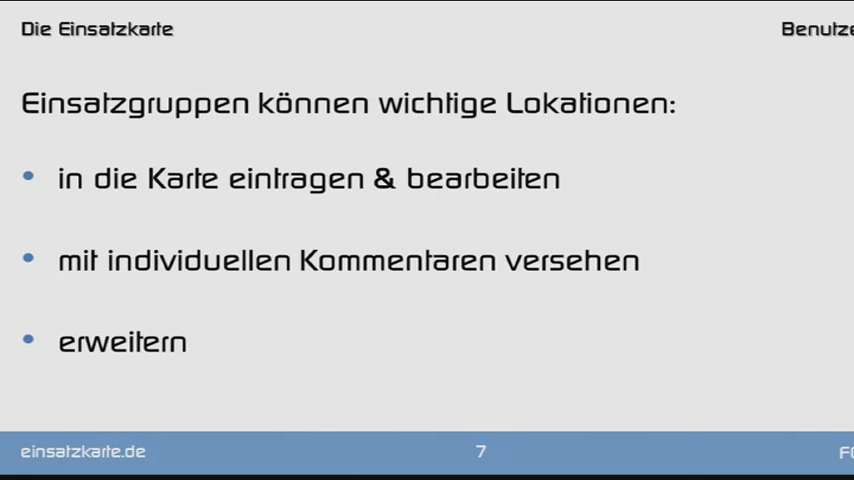 Die Einsatzkarte
Einsatzgruppen können wichtige Lokationen:
• in die Karte eintragen & bearbeiten
• mit individuellen Kommentaren versehen
• erweitern
einsatzkarte.de 7